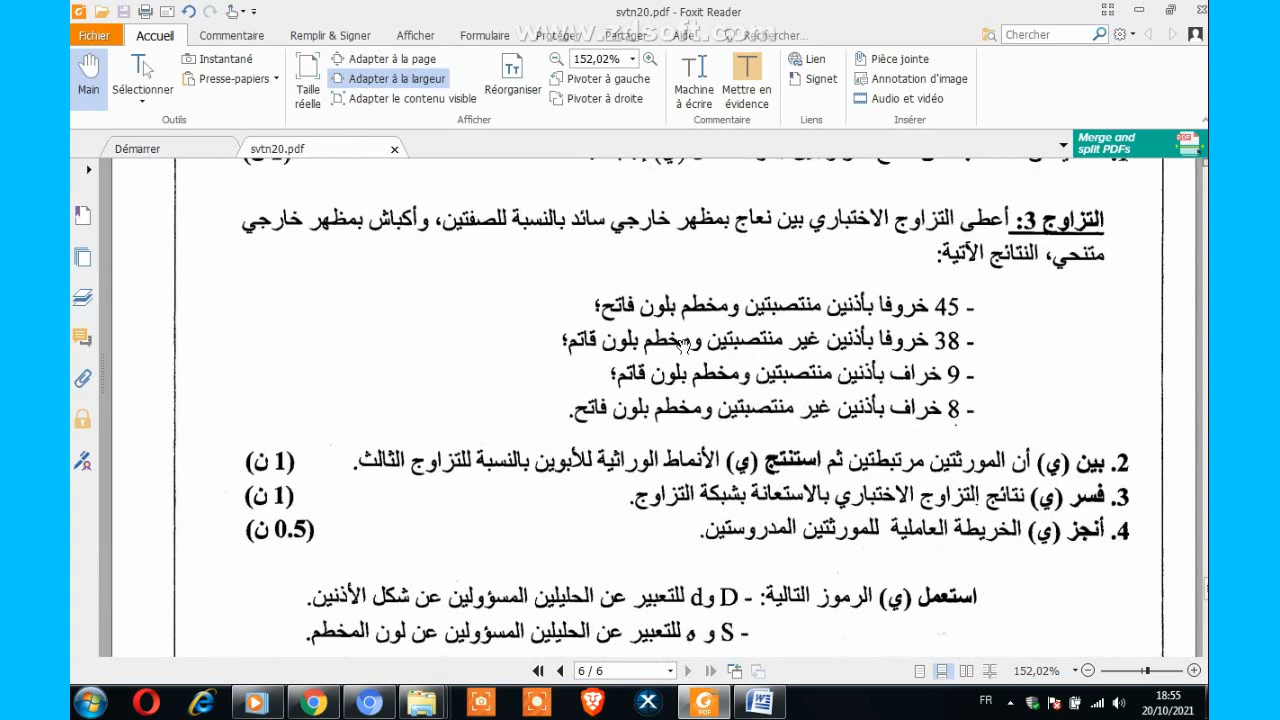 svtn20.pdf - Foxit Reader
www.zdsoft.com
Fichier Accueil Commentaire Remplir & Signer Afficher Formulaire Protéger Partager Aide Rechercher... Chercher
Main
Sélectionner
Instantané
Presse-papiers
Outils
Taille réelle
Adapter à la page
Adapter à la largeur
Adapter le contenu visible
Réorganiser
152,02%
Pivoter à gauche
Pivoter à droite
Afficher
Machine à écrire
Mettre en évidence
Commentaire
Lien
Signet
Liens
Pièce jointe
Annotation d'image
Audio et vidéo
Insérer
Démarrer
svtn20.pdf
Merge and
split PDFs
التزاوج 3: أعطى التزاوج الاختباري بين نعاج بمظهر خارجي سائد بالنسبة للصفتين، وأكباش بمظهر خارجي
متنحي، النتائج الآتية:
- 45 خروفا بأذنين منتصبتين ومخطم بلون فاتح؛
- 38 خروفا بأذنين غير منتصبتين ومخطم بلون قاتم؛
- 9 خراف بأذنين منتصبتين ومخطم بلون قاتم؛
- 8 خراف بأذنين غير منتصبتين ومخطم بلون فاتح.
2. بين (ي) أن المورثتين مرتبطتين ثم استنتج (ي) الأنماط الوراثية للأبوين بالنسبة للتزاوج الثالث. (1 ن)
3. فسر (ي) نتائج التزاوج الاختباري بالاستعانة بشبكة التزاوج. (1 ن)
4. أنجز (ي) الخريطة العاملية للمورثتين المدروستين. (0.5 ن)
استعمل (ي) الرموز التالية: - D وd للتعبير عن الحليلين المسؤولين عن شكل الأذنين.
- S و s للتعبير عن الحليلين المسؤولين عن لون المخطم.
6 / 6
152,02%
FR
18:55
20/10/2021